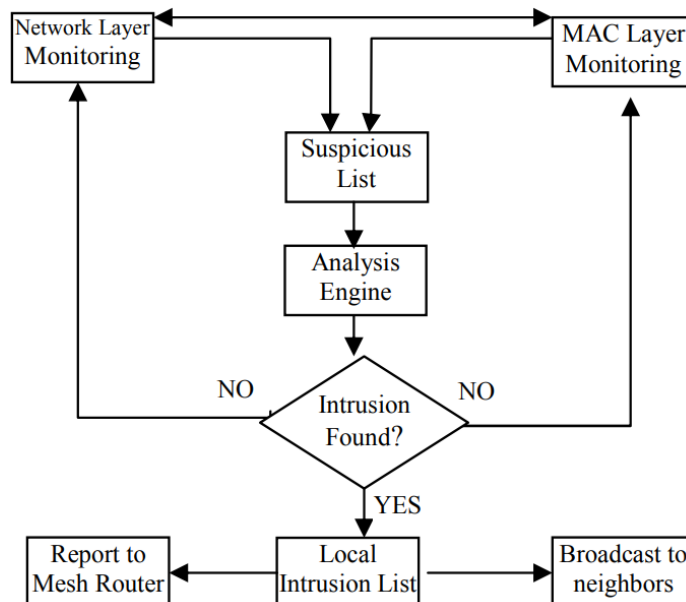 Network Layer
Monitoring
MAC Layer
Monitoring
Suspicious
List
Analysis
Engine
NO
NO
Intrusion
Found?
YES
Report to
Mesh Router
Local
Intrusion List
Broadcast to
neighbors